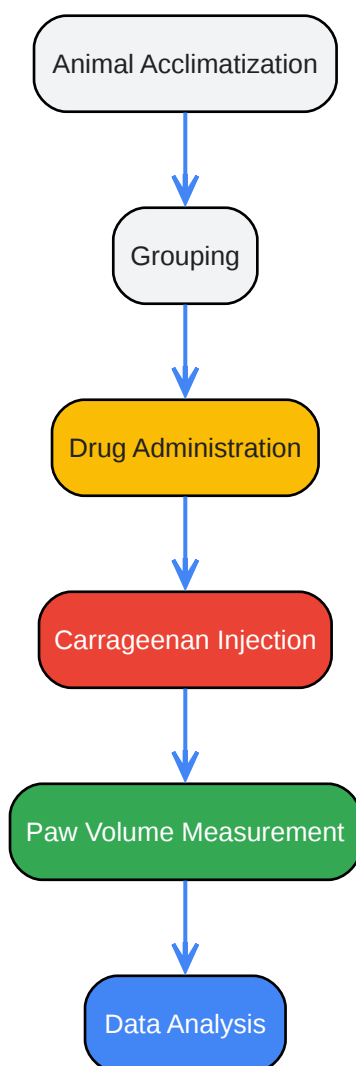 Animal Acclimatization
Grouping
Drug Administration
Carrageenan Injection
Paw Volume Measurement
Data Analysis